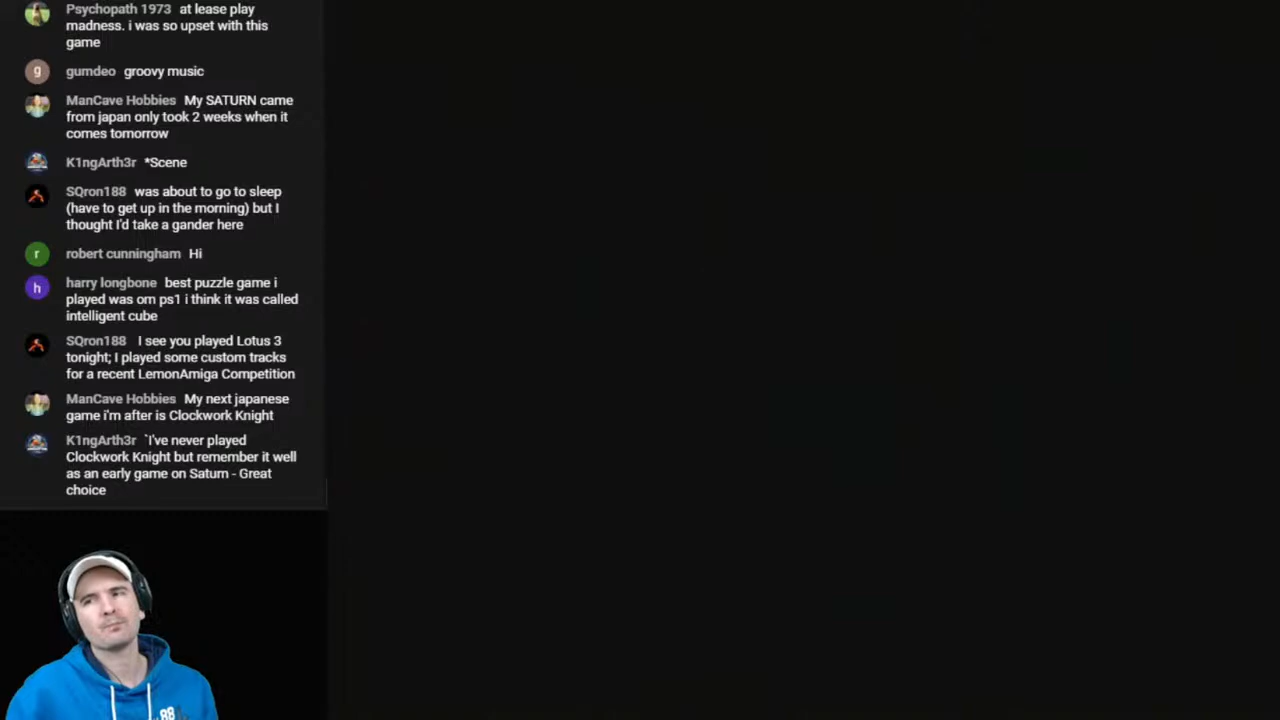 Psychopath 1973 at lease play
madness. i was so upset with this
game
g
gumdeo groovy music
ManCave Hobbies My SATURN came
from japan only took 2 weeks when it
comes tomorrow
K1ngArth3r *Scene
SQron188 was about to go to sleep
(have to get up in the morning) but I
thought I'd take a gander here
r
robert cunningham Hi
h
harry longbone best puzzle game i
played was om ps1 i think it was called
intelligent cube
SQron188 I see you played Lotus 3
tonight; I played some custom tracks
for a recent LemonAmiga Competition
ManCave Hobbies My next japanese
game i'm after is Clockwork Knight
K1ngArth3r `I've never played
Clockwork Knight but remember it well
as an early game on Saturn - Great
choice
88